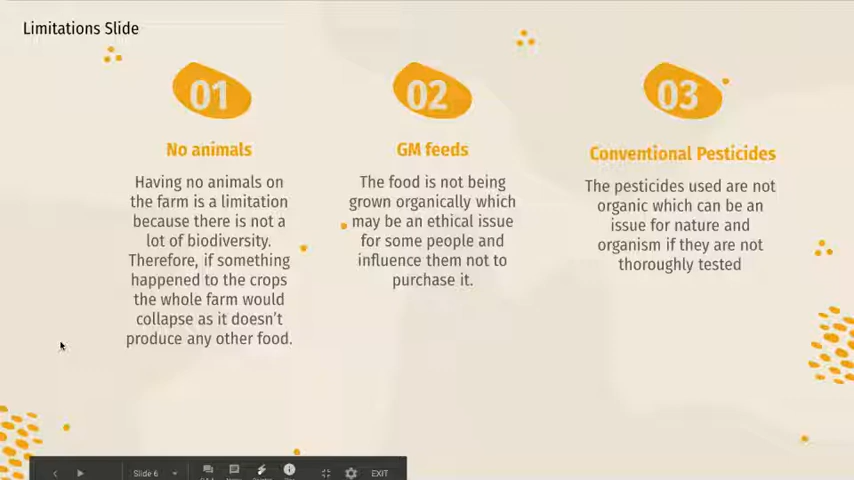 Limitations Slide
01
02
03
No animals
GM feeds
Conventional Pesticides
Having no animals on
the farm is a limitation
because there is not a
lot of biodiversity.
Therefore, if something
happened to the crops
the whole farm would
collapse as it doesn't
produce any other food.
The food is not being
grown organically which
may be an ethical issue
for some people and
influence them not to
purchase it.
The pesticides used are not
organic which can be an
issue for nature and
organism if they are not
thoroughly tested
Slide 6
EXIT